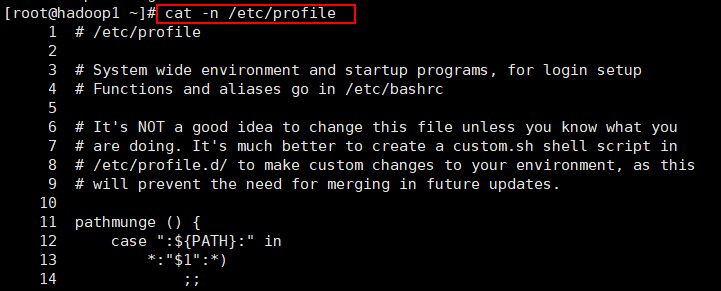 [root@hadoop1 ~]# cat -n /etc/profile
     1  # /etc/profile
     2
     3  # System wide environment and startup programs, for login setup
     4  # Functions and aliases go in /etc/bashrc
     5
     6  # It's NOT a good idea to change this file unless you know what you
     7  # are doing. It's much better to create a custom.sh shell script in
     8  # /etc/profile.d/ to make custom changes to your environment, as this
     9  # will prevent the need for merging in future updates.
    10
    11  pathmunge () {
    12      case ":${PATH}:" in
    13          *:"$1":*)
    14              ;;